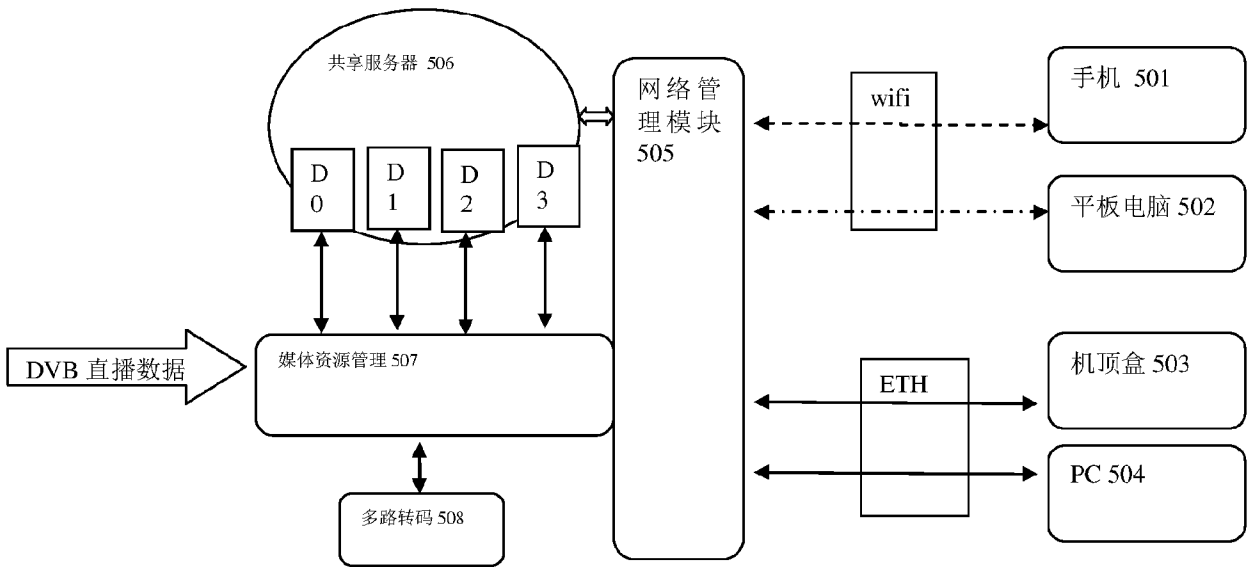 共享服务器 506
D
0
D
1
D
2
D
3
网络管
理模块
505
wifi
手机 501
平板电脑 502
DVB 直播数据
媒体资源管理 507
ETH
机顶盒 503
PC 504
多路转码 508